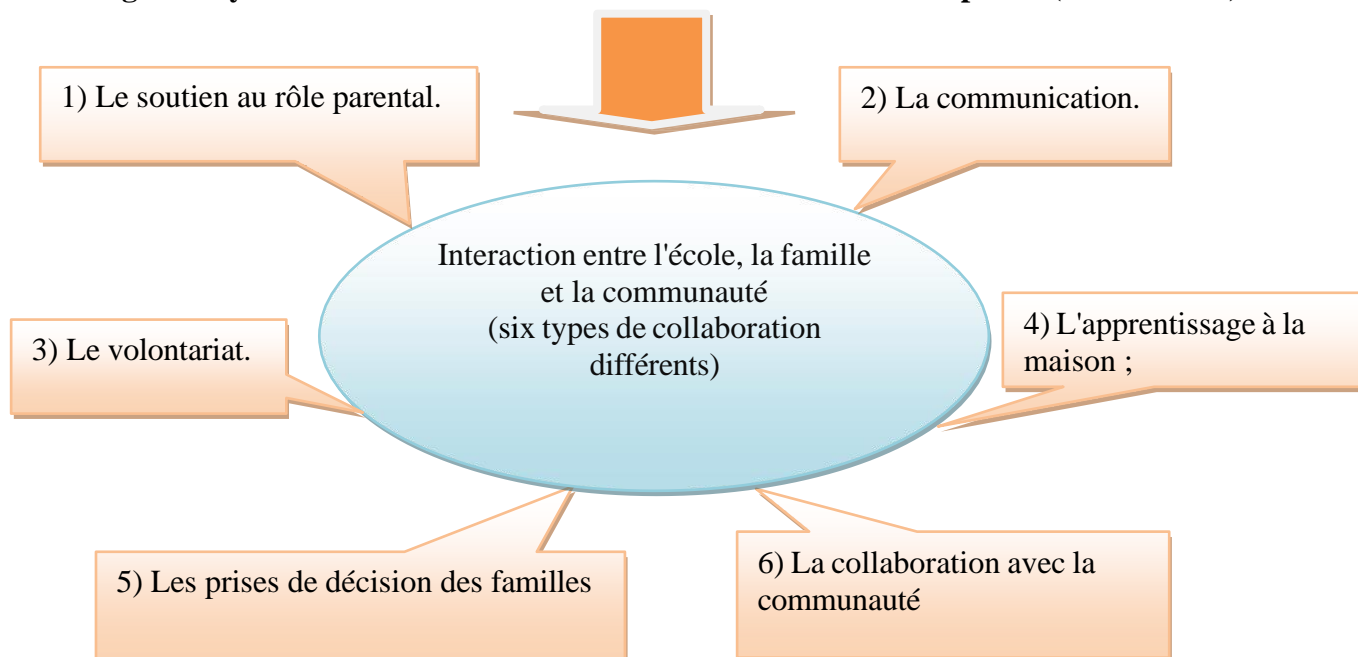 1) Le soutien au rôle parental.
2) La communication.
Interaction entre l'école, la famille
et la communauté
(six types de collaboration
différents)
3) Le volontariat.
4) L'apprentissage à la
maison ;
5) Les prises de décision des familles
6) La collaboration avec la
communauté